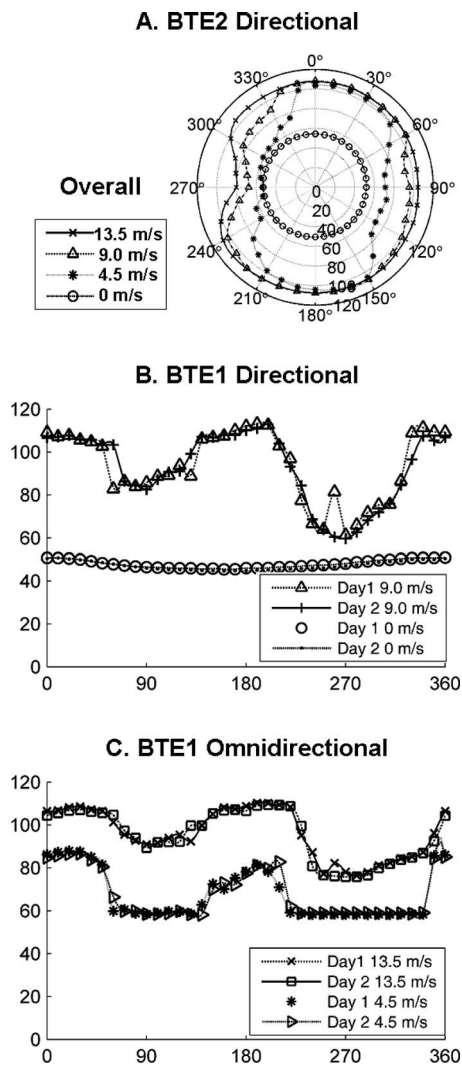 A. BTE2 Directional
0°
330° 30°
300° 60°
Overall
270° 90°
0
20
40
60
80
100
120
13.5 m/s
9.0 m/s
4.5 m/s
0 m/s
240° 120°
210° 150°
180°
B. BTE1 Directional
120
100
80
60
40
20
0
Day1 9.0 m/s
Day 2 9.0 m/s
Day 1 0 m/s
Day 2 0 m/s
0 90 180 270 360
C. BTE1 Omnidirectional
120
100
80
60
40
20
0
Day1 13.5 m/s
Day 2 13.5 m/s
Day 1 4.5 m/s
Day 2 4.5 m/s
0 90 180 270 360